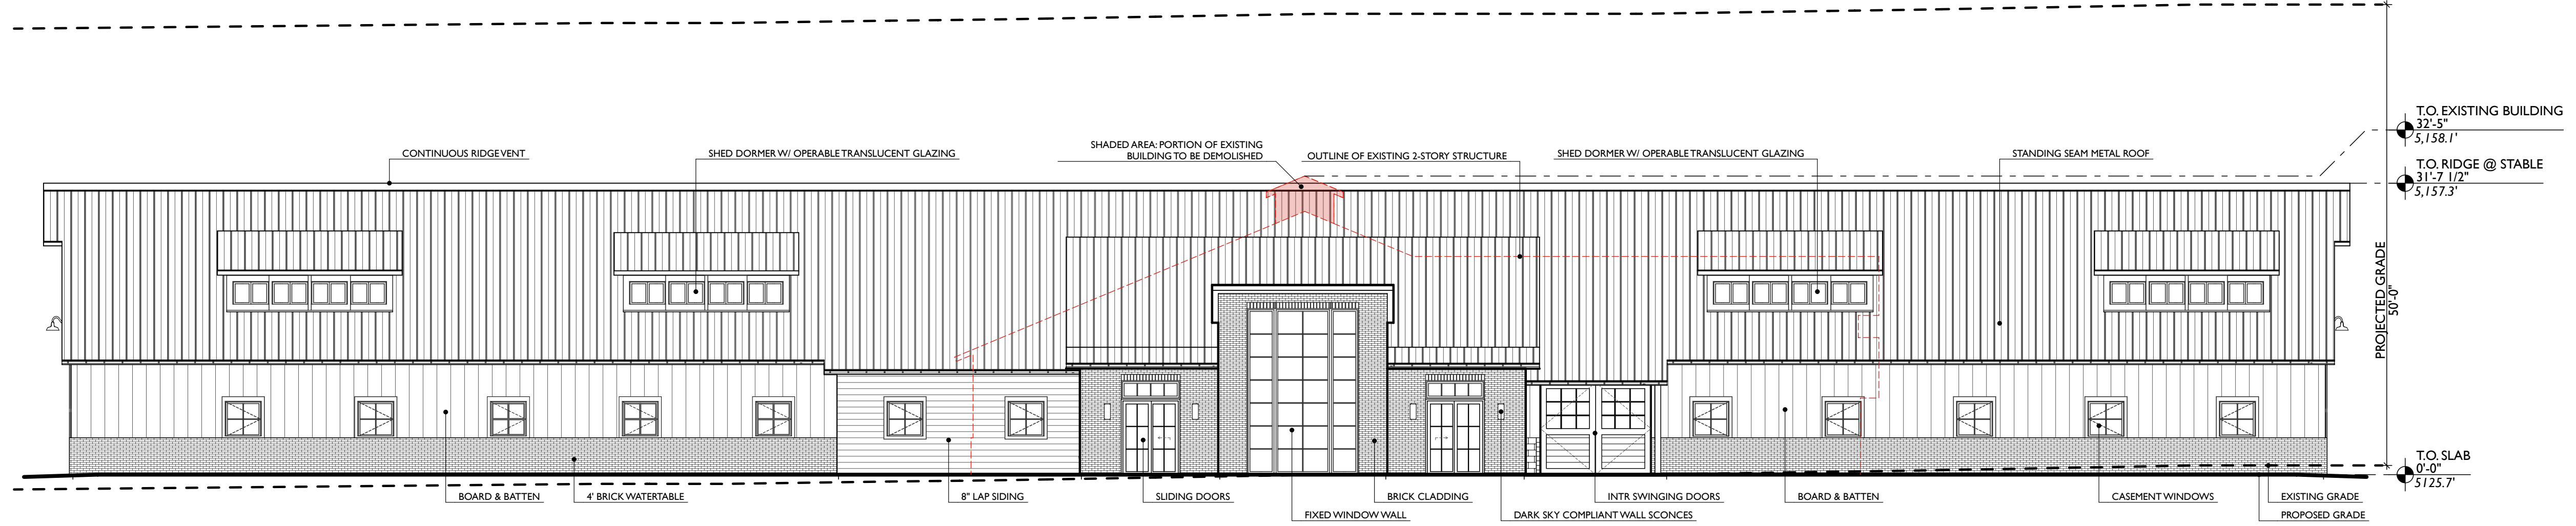 T.O. EXISTING BUILDING
32'-5"
5,158.1'
SHADED AREA: PORTION OF EXISTING
BUILDING TO BE DEMOLISHED
CONTINUOUS RIDGE VENT
SHED DORMER W/ OPERABLE TRANSLUCENT GLAZING
OUTLINE OF EXISTING 2-STORY STRUCTURE
SHED DORMER W/ OPERABLE TRANSLUCENT GLAZING
STANDING SEAM METAL ROOF
T.O. RIDGE @ STABLE
31'-7 1/2"
5,157.3'
PROJECTED GRADE
50'-0"
T.O. SLAB
0'-0"
5125.7'
BOARD & BATTEN
4' BRICK WATERTABLE
8" LAP SIDING
SLIDING DOORS
BRICK CLADDING
INTR SWINGING DOORS
BOARD & BATTEN
CASEMENT WINDOWS
EXISTING GRADE
FIXED WINDOW WALL
DARK SKY COMPLIANT WALL SCONCES
PROPOSED GRADE